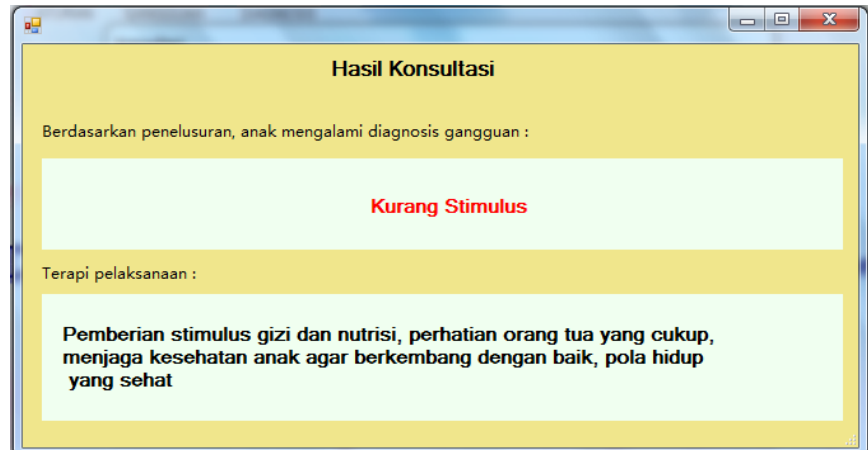 Hasil Konsultasi
Berdasarkan penelusuran, anak mengalami diagnosis gangguan :
Kurang Stimulus
Terapi pelaksanaan :
Pemberian stimulus gizi dan nutrisi, perhatian orang tua yang cukup,
menjaga kesehatan anak agar berkembang dengan baik, pola hidup
yang sehat